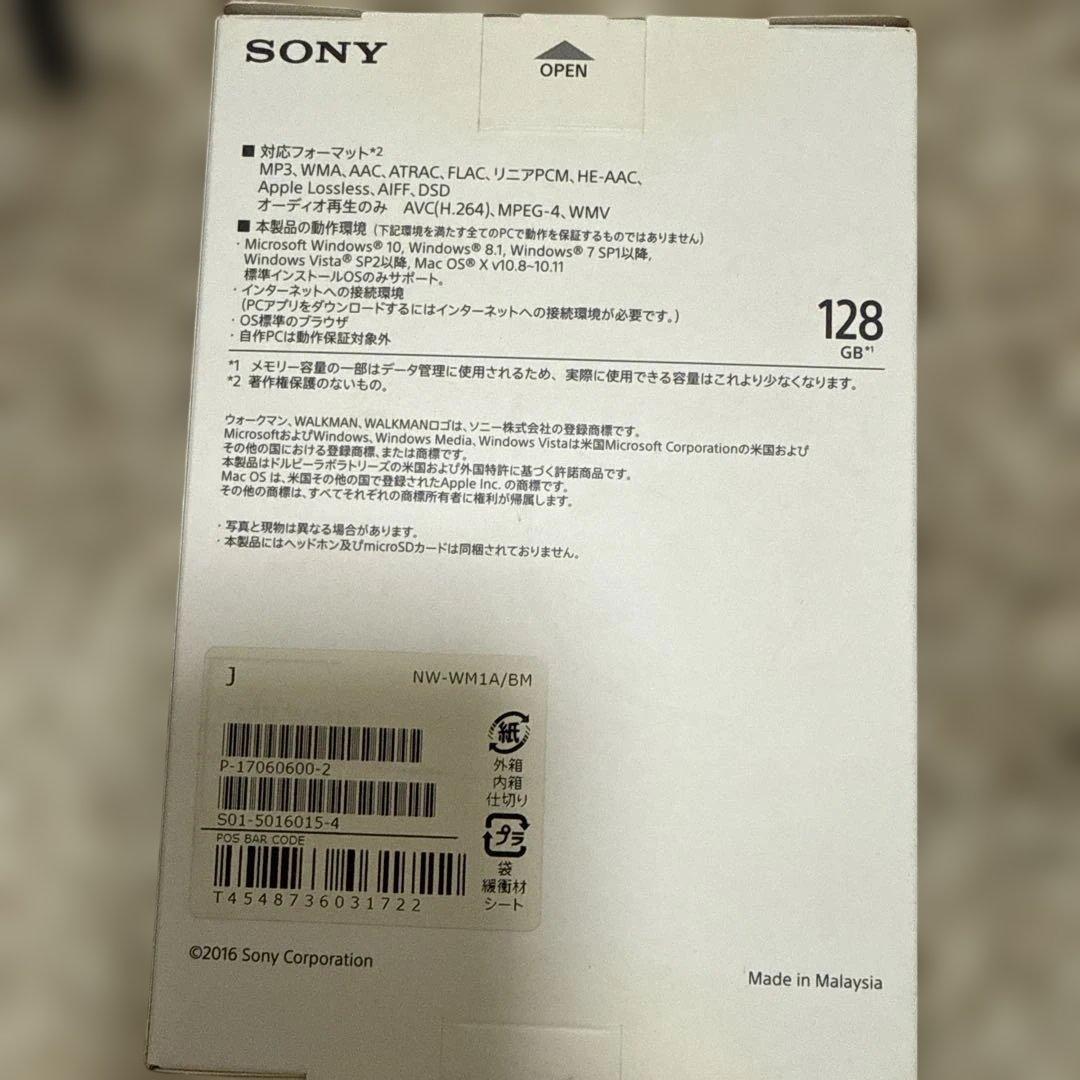 SONY
OPEN
■ 対応フォーマット*2
MP3、WMA、AAC、ATRAC、FLAC、リニアPCM、HE-AAC、
Apple Lossless、AIFF、DSD
オーディオ再生のみ AVC(H.264)、MPEG-4、WMV
■ 本製品の動作環境（下記環境を満たす全てのPCで動作を保証するものではありません）
・Microsoft Windows® 10, Windows® 8.1, Windows® 7 SP1以降,
Windows Vista® SP2以降, Mac OS® X v10.8~10.11
標準インストールOSのみサポート。
・インターネットへの接続環境
（PCアプリをダウンロードするにはインターネットへの接続環境が必要です。）
・OS標準のブラウザ
・自作PCは動作保証対象外
128
GB*1
*1 メモリー容量の一部はデータ管理に使用されるため、実際に使用できる容量はこれより少なくなります。
*2 著作権保護のないもの。
ウォークマン、WALKMAN、WALKMANロゴは、ソニー株式会社の登録商標です。
MicrosoftおよびWindows、Windows Media、Windows Vistaは米国Microsoft Corporationの米国および
その他の国における登録商標、または商標です。
本製品はドルビーラボラトリーズの米国および外国特許に基づく許諾商品です。
Mac OS は、米国その他の国で登録されたApple Inc. の商標です。
その他の商標は、すべてそれぞれの商標所有者に権利が帰属します。
・写真と現物は異なる場合があります。
・本製品にはヘッドホン及びmicroSDカードは同梱されておりません。
J
NW-WM1A/BM
P-17060600-2
S01-5016015-4
POS BAR CODE
T4548736031722
紙
外箱
内箱
仕切り
プラ
袋
緩衝材
シート
©2016 Sony Corporation
Made in Malaysia